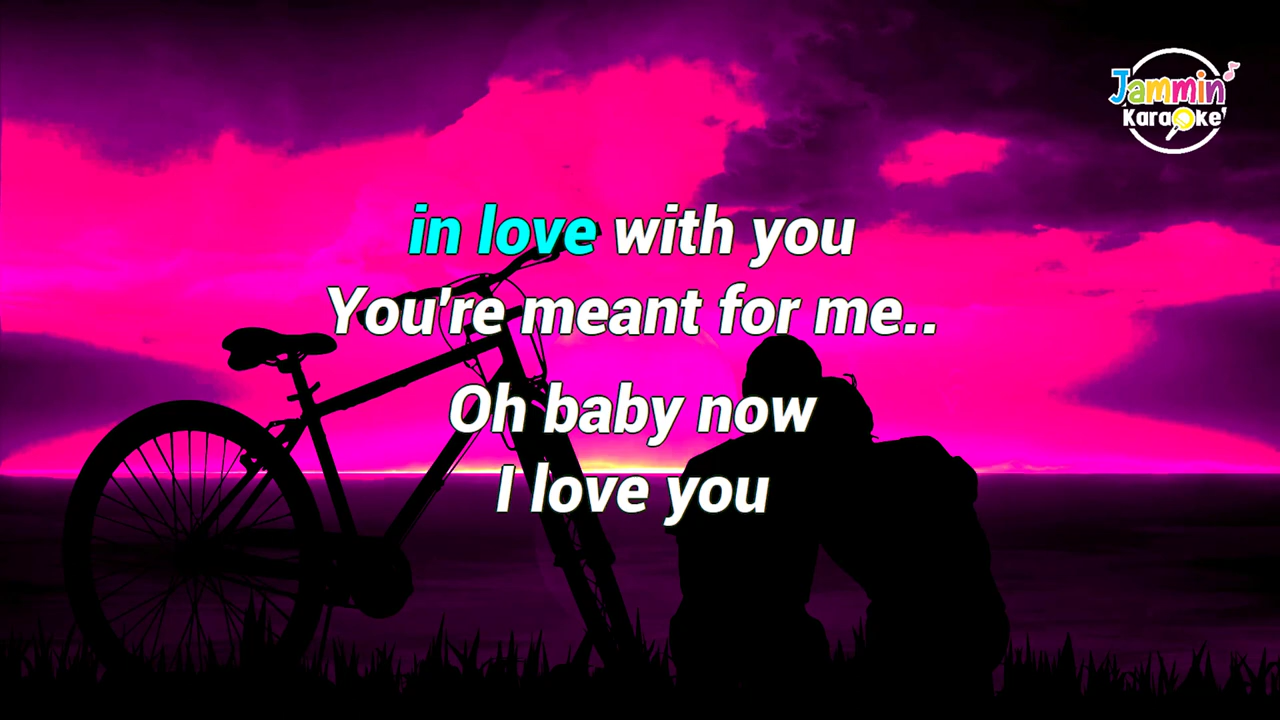 Jammin'
Karaoke
in love with you
You're meant for me..
Oh baby now
I love you